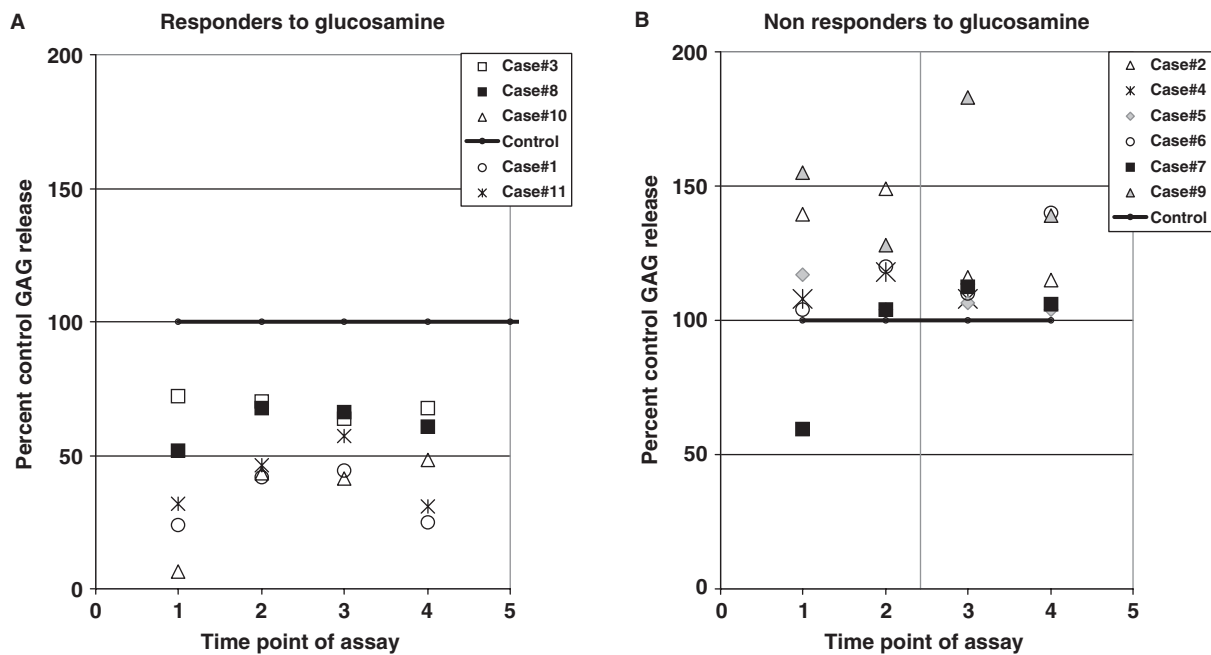 A
Responders to glucosamine
200
150
100
50
0
0 1 2 3 4 5
Percent control GAG release
Time point of assay
Case#3
Case#8
Case#10
Control
Case#1
Case#11
B
Non responders to glucosamine
200
150
100
50
0
0 1 2 3 4 5
Percent control GAG release
Time point of assay
Case#2
Case#4
Case#5
Case#6
Case#7
Case#9
Control